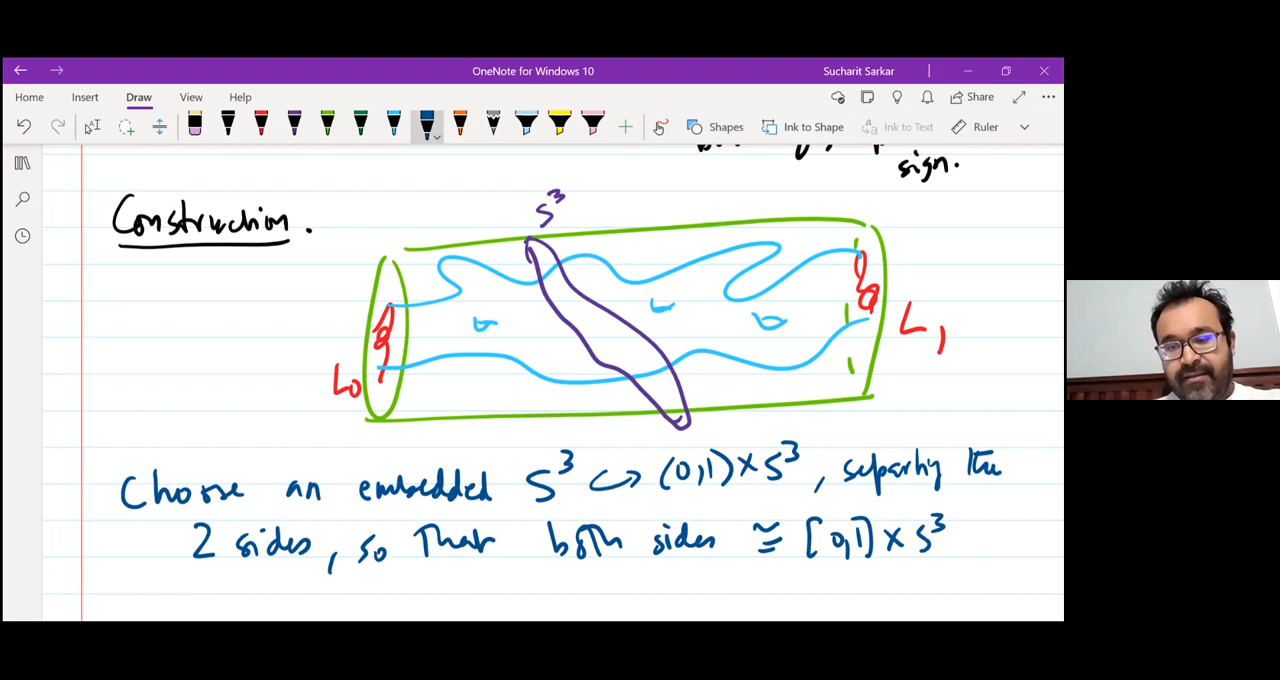 OneNote for Windows 10
Sucharit Sarkar
Home Insert Draw View Help
Share
Shapes
Ink to Shape
Ink to Text
Ruler
sign.
Construction.
S³
L₀
L₁
Choose an embedded S³ ↪ (0,1) × S³, separating the
2 sides, so that both sides ≅ [0,1] × S³